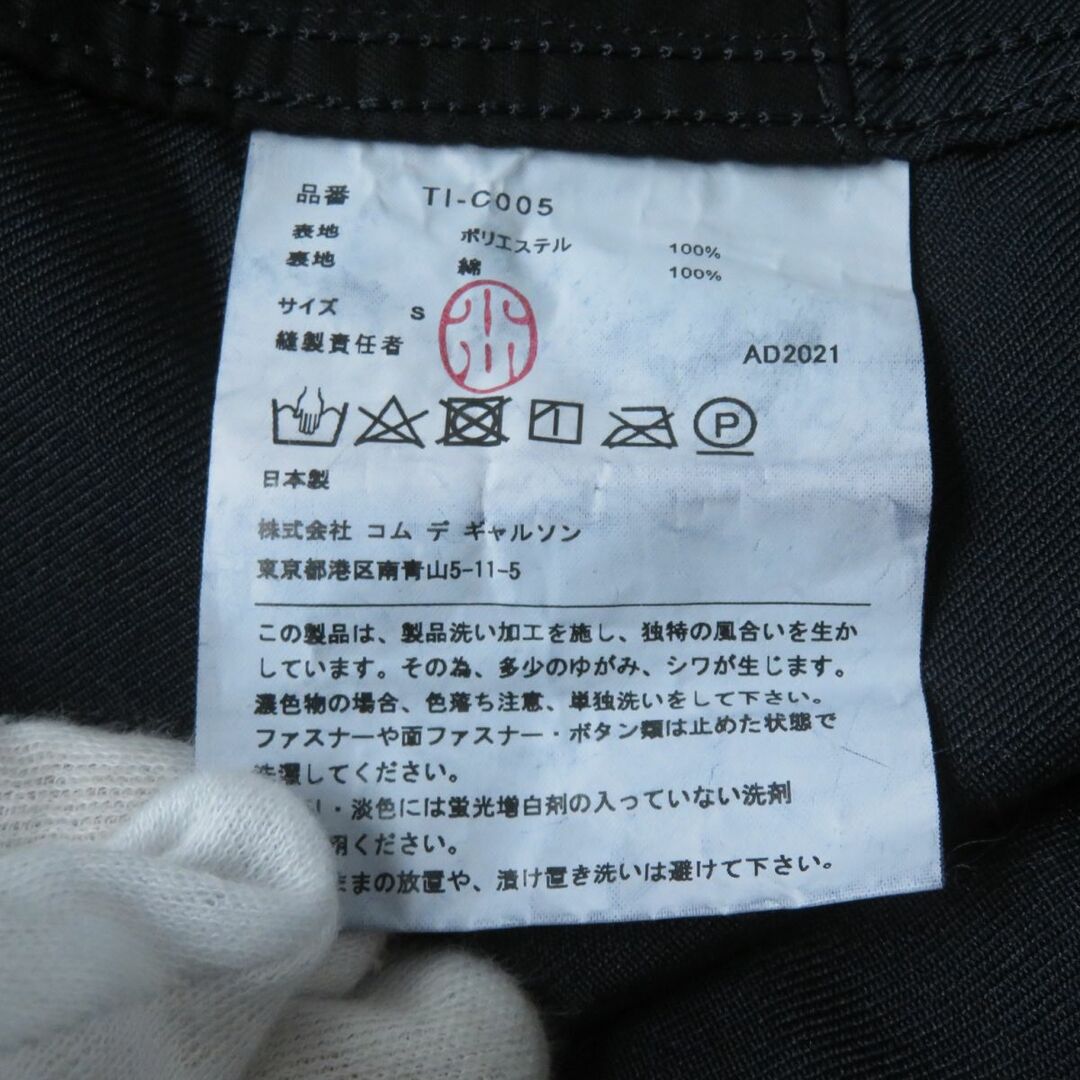 品番 TI-C005
表地 ポリエステル 100%
裏地 綿 100%
サイズ S
縫製責任者
AD2021
P
日本製
株式会社 コム デ ギャルソン
東京都港区南青山5-11-5
この製品は、製品洗い加工を施し、独特の風合いを生か
しています。その為、多少のゆがみ、シワが生じます。
濃色物の場合、色落ち注意、単独洗いをして下さい。
ファスナーや面ファスナー・ボタン類は止めた状態で
洗濯してください。
・淡色には蛍光増白剤の入っていない洗剤
用ください。
ままの放置や、漬け置き洗いは避けて下さい。